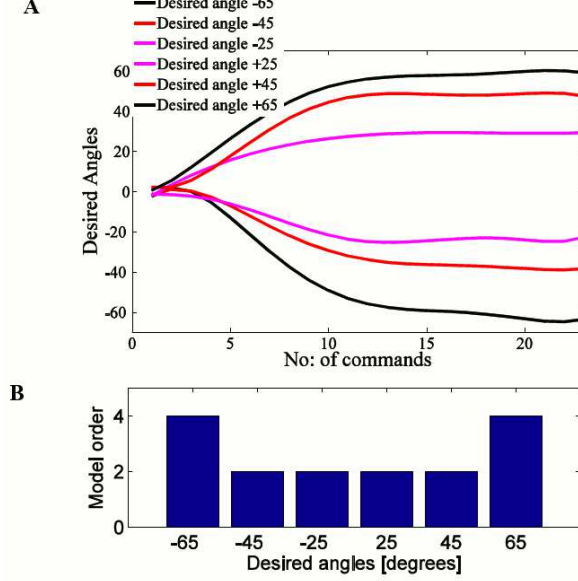 A
Desired angle -65
Desired angle -45
Desired angle -25
Desired angle +25
Desired angle +45
Desired angle +65
60
40
20
0
-20
-40
-60
Desired Angles
0 5 10 15 20
No: of commands
B
4
2
0
Model order
-65 -45 -25 25 45 65
Desired angles [degrees]